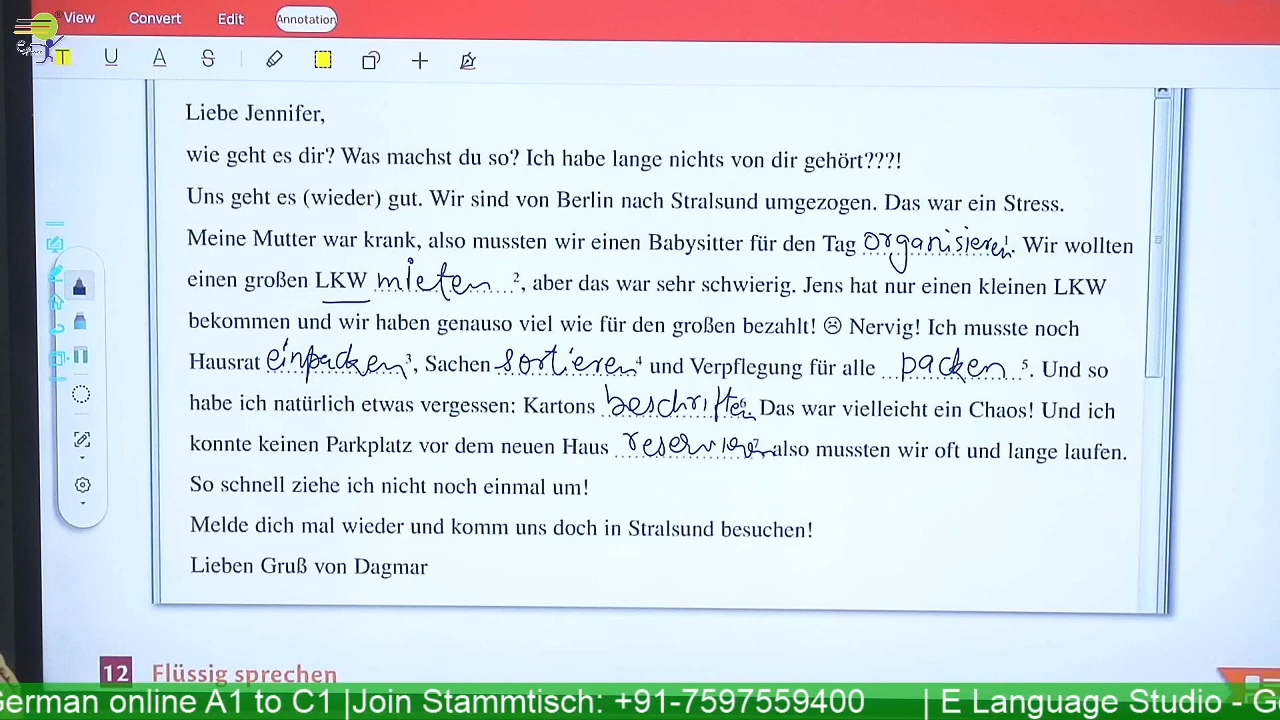 View Convert Edit Annotation
T U A S
Liebe Jennifer,
wie geht es dir? Was machst du so? Ich habe lange nichts von dir gehört???!
Uns geht es (wieder) gut. Wir sind von Berlin nach Stralsund umgezogen. Das war ein Stress.
Meine Mutter war krank, also mussten wir einen Babysitter für den Tag organisieren¹. Wir wollten
einen großen LKW mieten², aber das war sehr schwierig. Jens hat nur einen kleinen LKW
bekommen und wir haben genauso viel wie für den großen bezahlt! ☹ Nervig! Ich musste noch
Hausrat einpacken³, Sachen sortieren⁴ und Verpflegung für alle packen⁵. Und so
habe ich natürlich etwas vergessen: Kartons beschriften⁶. Das war vielleicht ein Chaos! Und ich
konnte keinen Parkplatz vor dem neuen Haus reservieren⁷, also mussten wir oft und lange laufen.
So schnell ziehe ich nicht noch einmal um!
Melde dich mal wieder und komm uns doch in Stralsund besuchen!
Lieben Gruß von Dagmar
12 Flüssig sprechen
German online A1 to C1 |Join Stammtisch: +91-7597559400 | E Language Studio - G